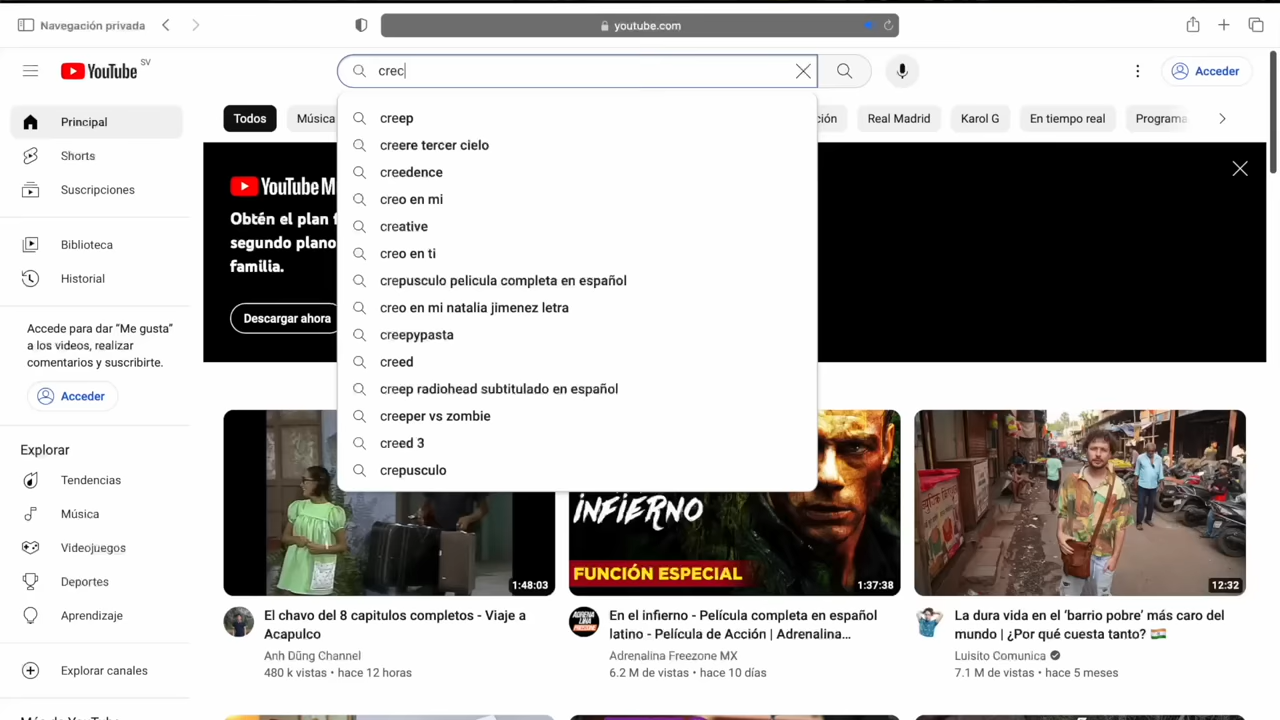 Navegación privada
youtube.com
YouTube SV
crec
Acceder
Principal
Shorts
Suscripciones
Biblioteca
Historial
Accede para dar “Me gusta”
a los videos, realizar
comentarios y suscribirte.
Acceder
Explorar
Tendencias
Música
Videojuegos
Deportes
Aprendizaje
Explorar canales
Más de YouTube
Todos
Música
ción
Real Madrid
Karol G
En tiempo real
Programa
YouTube M
Obtén el plan f
segundo plano
familia.
Descargar ahora
creep
creere tercer cielo
creedence
creo en mi
creative
creo en ti
crepusculo pelicula completa en español
creo en mi natalia jimenez letra
creepypasta
creed
creep radiohead subtitulado en español
creeper vs zombie
creed 3
crepusculo
1:48:03
El chavo del 8 capitulos completos - Viaje a
Acapulco
Anh Dũng Channel
480 k vistas • hace 12 horas
INFIERNO
FUNCIÓN ESPECIAL
1:37:38
ADRENALINA
FREEZONE
En el infierno - Película completa en español
latino - Película de Acción | Adrenalina...
Adrenalina Freezone MX
6.2 M de vistas • hace 10 días
12:32
La dura vida en el ‘barrio pobre’ más caro del
mundo | ¿Por qué cuesta tanto? 🇮🇳
Luisito Comunica
7.1 M de vistas • hace 5 meses